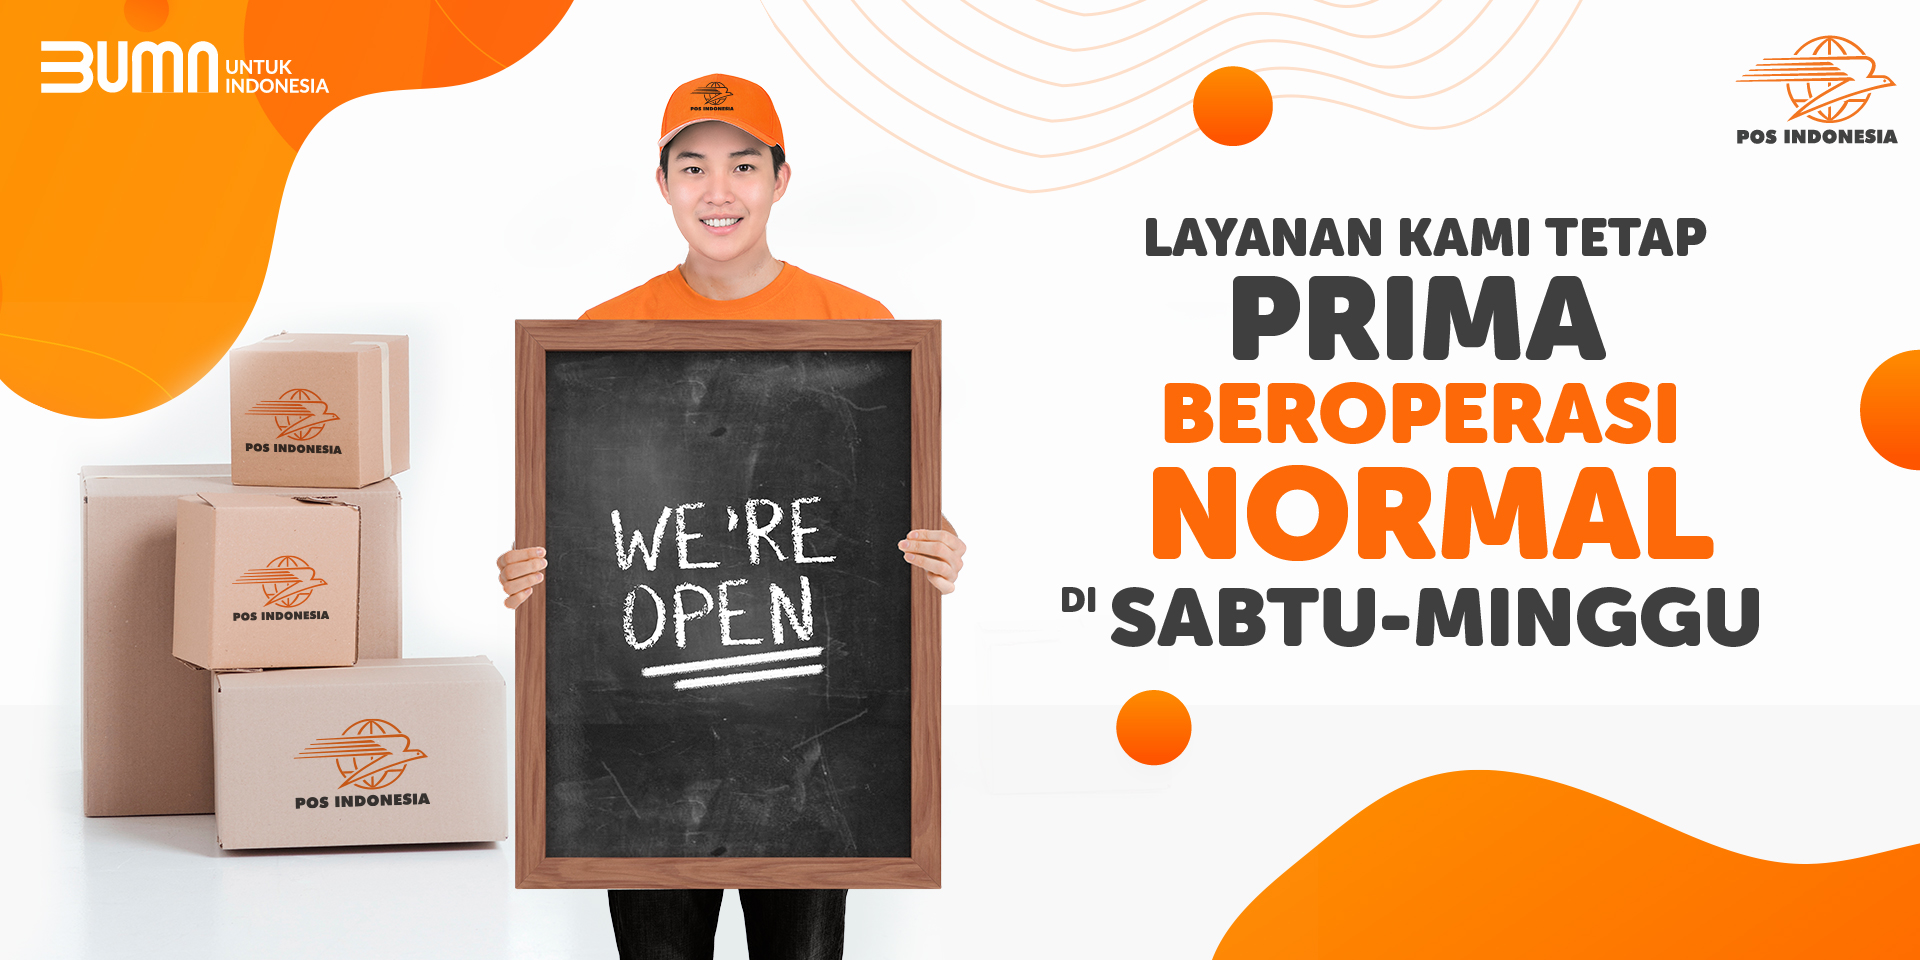 BUMN UNTUK
INDONESIA
POS INDONESIA
POS INDONESIA
LAYANAN KAMI TETAP
PRIMA
BEROPERASI
NORMAL
DI SABTU-MINGGU
WE'RE
OPEN
POS INDONESIA
POS INDONESIA
POS INDONESIA